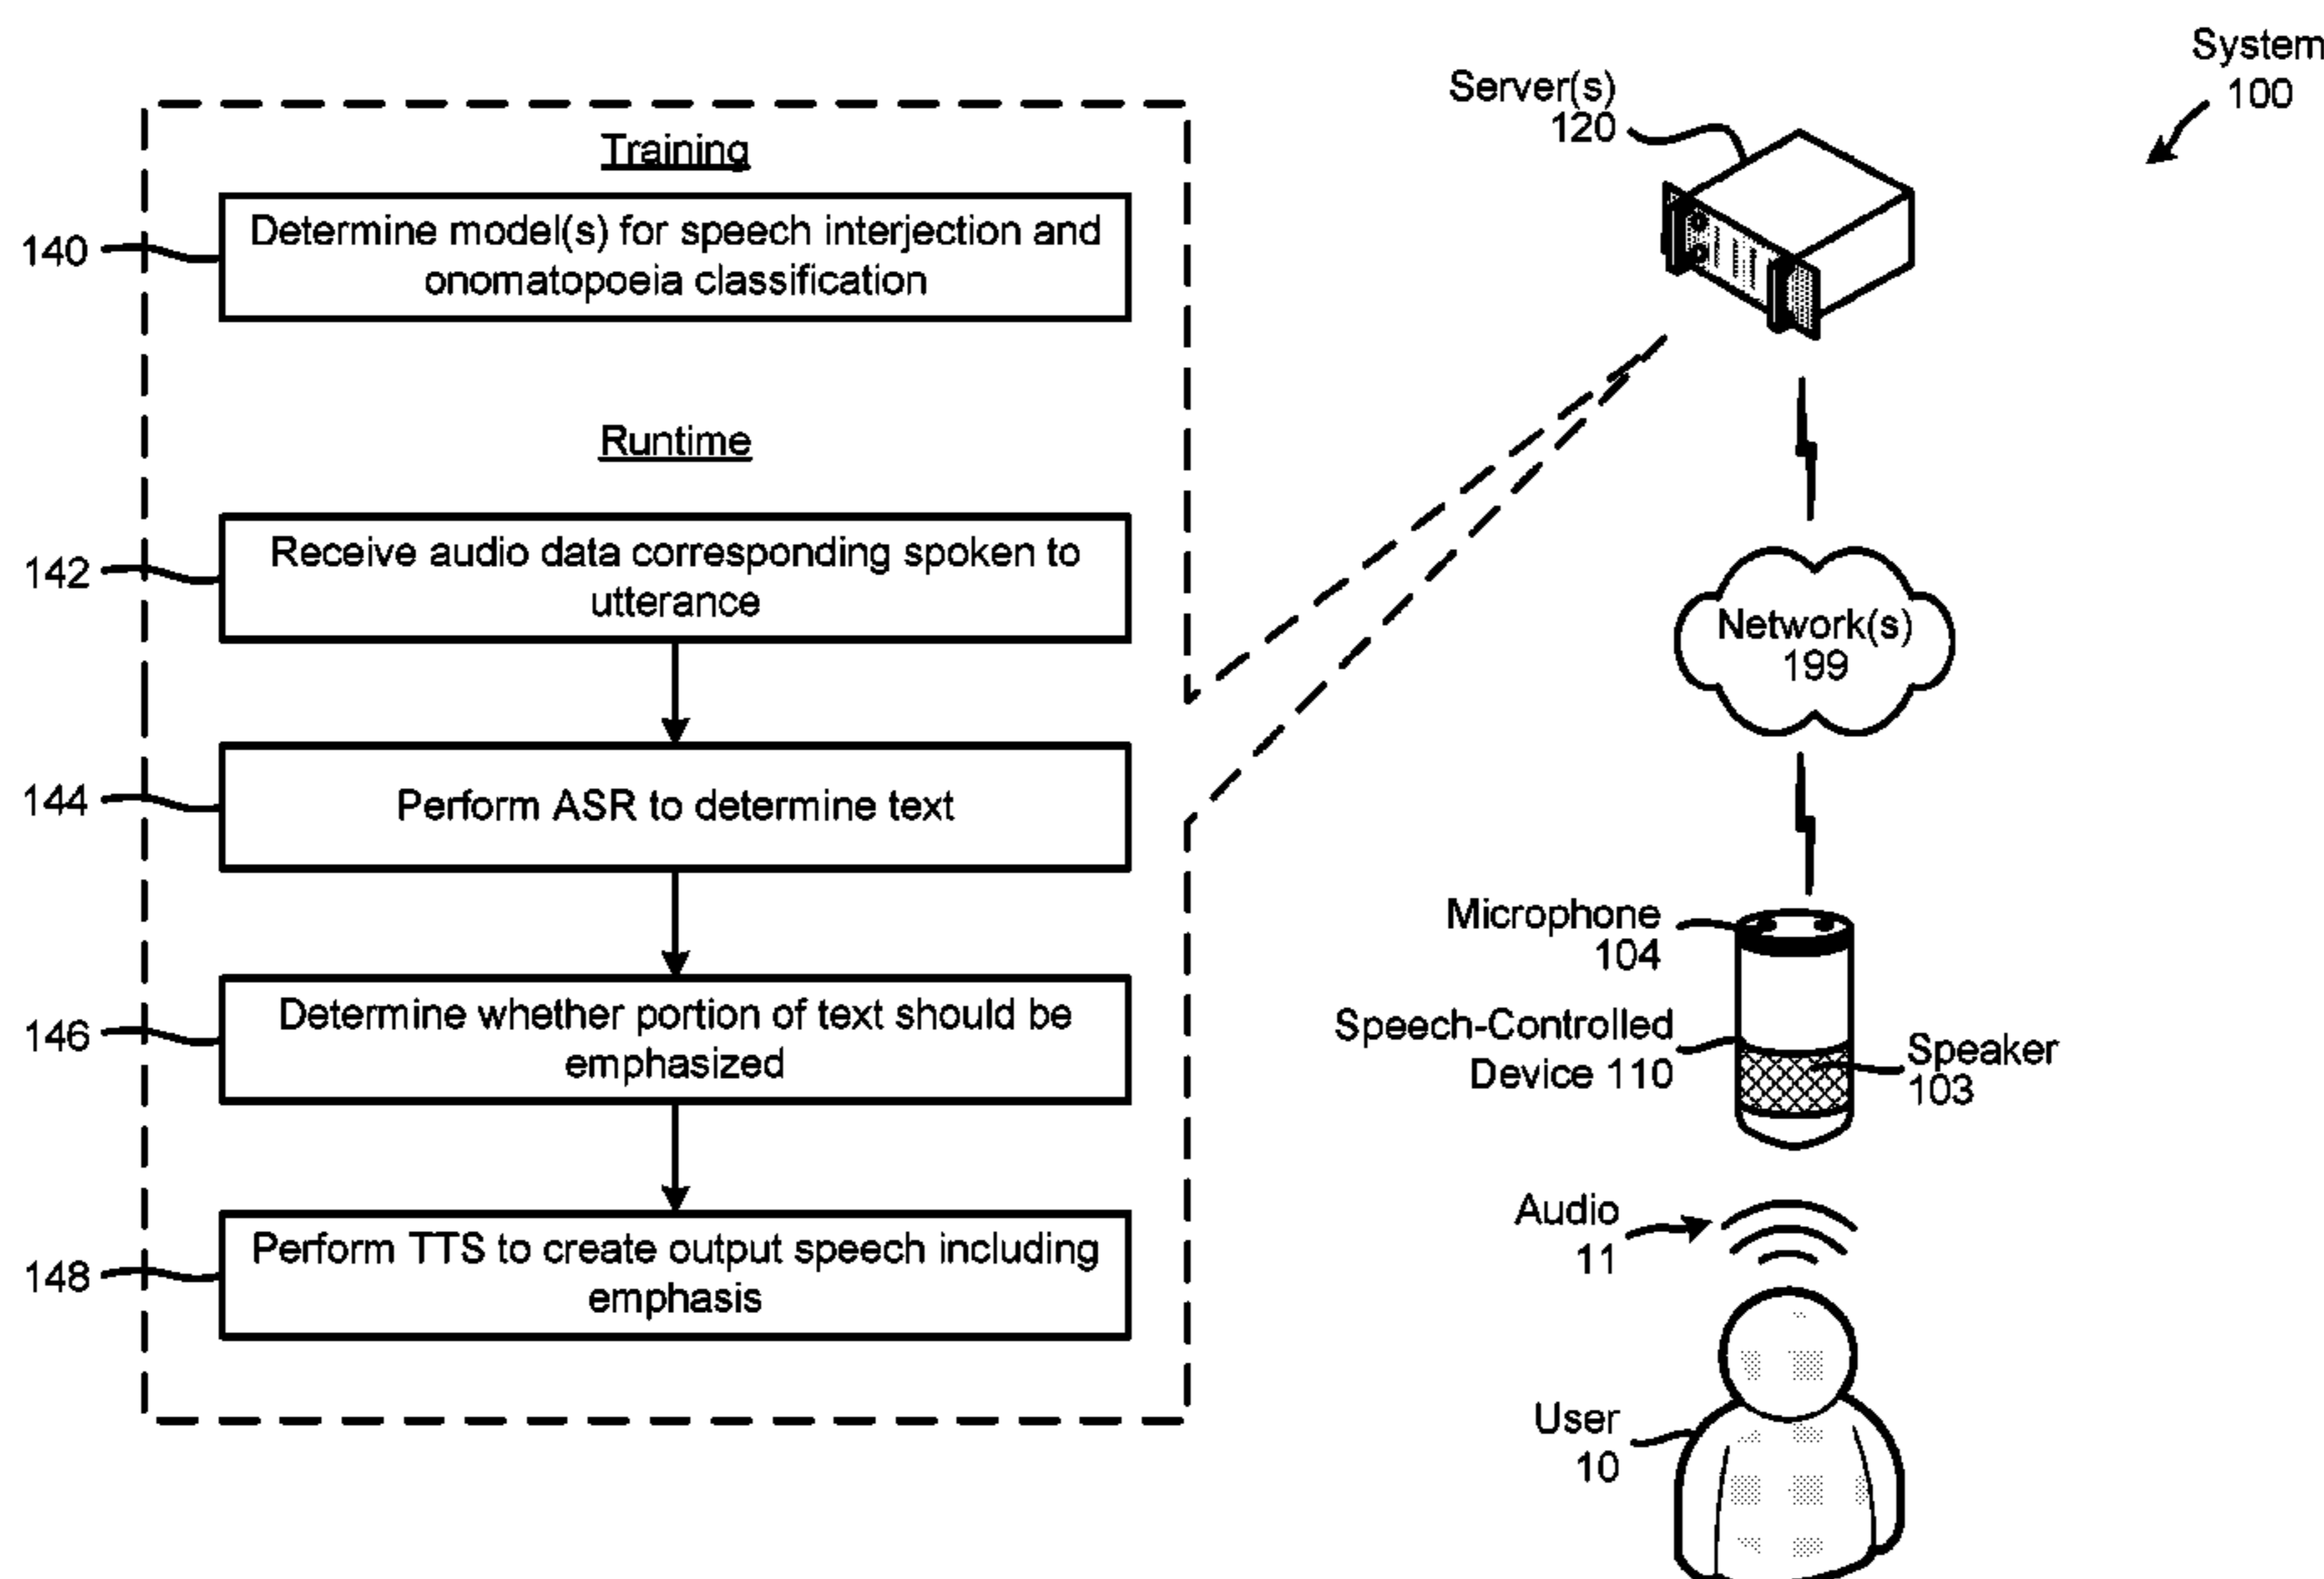 System
100
Server(s)
120
Training
140
Determine model(s) for speech interjection and
onomatopoeia classification
Runtime
142
Receive audio data corresponding spoken to
utterance
144
Perform ASR to determine text
146
Determine whether portion of text should be
emphasized
148
Perform TTS to create output speech including
emphasis
Network(s)
199
Microphone
104
Speech-Controlled
Device 110
Speaker
103
Audio
11
User
10